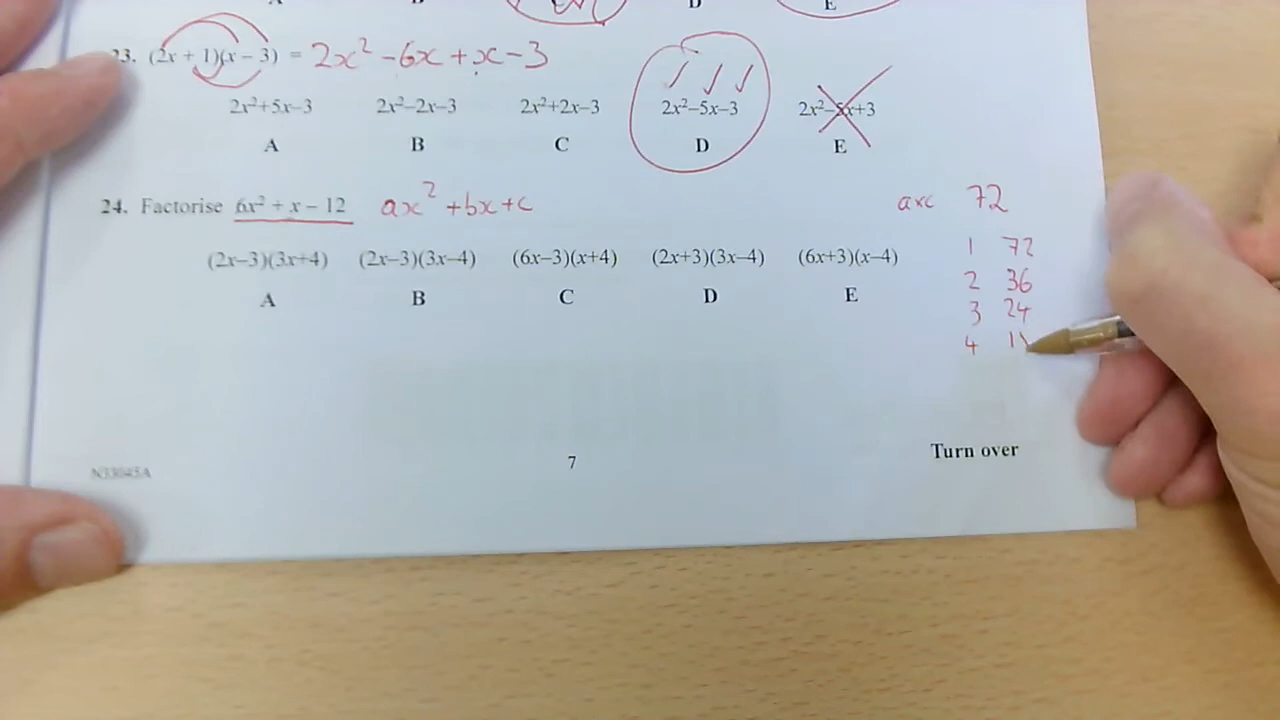 D E
23. (2x + 1)(x – 3) = 2x² – 6x + x – 3
2x²+5x–3 2x²–2x–3 2x²+2x–3 2x²–5x–3 2x²–5x+3
A B C D E
24. Factorise 6x² + x – 12 ax² + bx + c axc 72
(2x–3)(3x+4) (2x–3)(3x–4) (6x–3)(x+4) (2x+3)(3x–4) (6x+3)(x–4)
A B C D E
1 72
2 36
3 24
4 1
Turn over
N33045A 7